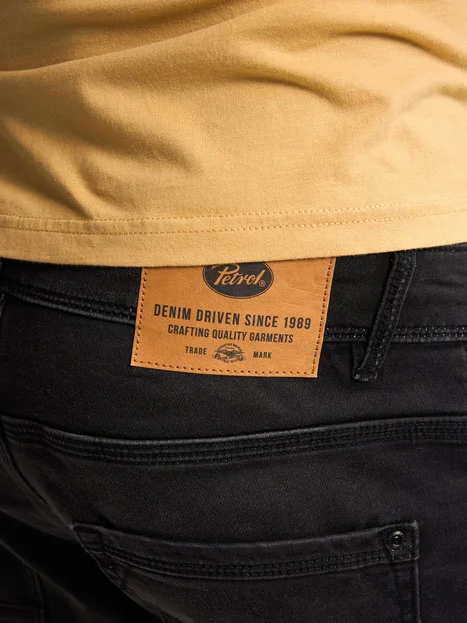 Petrol®
DENIM DRIVEN SINCE 1989
CRAFTING QUALITY GARMENTS
TRADE MARK